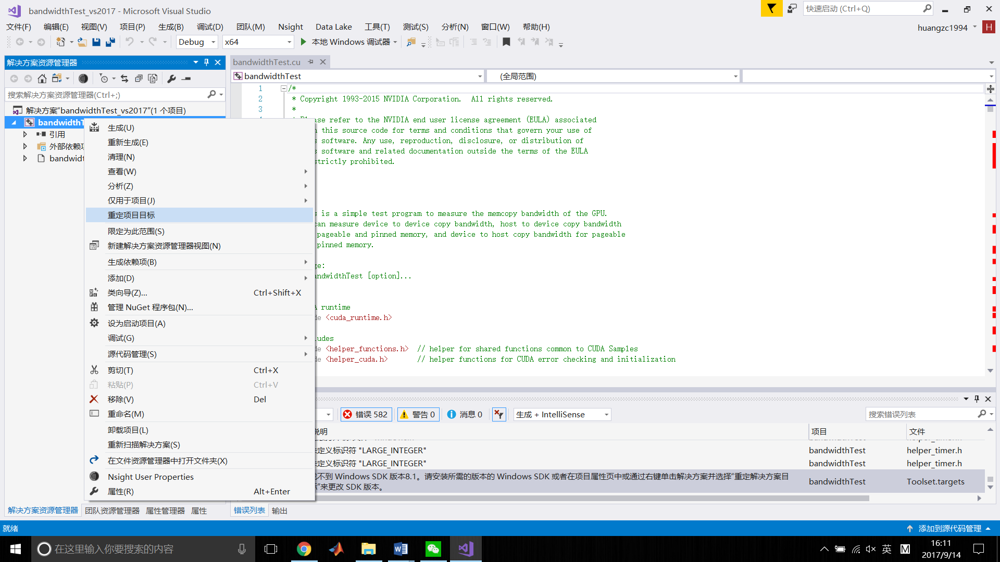 bandwidthTest_vs2017 - Microsoft Visual Studio
快速启动 (Ctrl+Q)
文件(F) 编辑(E) 视图(V) 项目(P) 生成(B) 调试(D) 团队(M) Nsight Data Lake 工具(T) 测试(S) 分析(N) 窗口(W) 帮助(H)
huangzc1994 H
Debug x64 本地 Windows 调试器
解决方案资源管理器
bandwidthTest.cu
bandwidthTest (全局范围)
搜索解决方案资源管理器(Ctrl+;)
解决方案"bandwidthTest_vs2017"(1 个项目)
bandwidthT
引用
外部依赖项
bandwidt
1 /*
2 * Copyright 1993-2015 NVIDIA Corporation. All rights reserved.
3 *
ase refer to the NVIDIA end user license agreement (EULA) associated
this source code for terms and conditions that govern your use of
s software. Any use, reproduction, disclosure, or distribution of
s software and related documentation outside the terms of the EULA
strictly prohibited.
s is a simple test program to measure the memcopy bandwidth of the GPU.
can measure device to device copy bandwidth, host to device copy bandwidth
pageable and pinned memory, and device to host copy bandwidth for pageable
pinned memory.
ge:
andwidthTest [option]...
A runtime
de <cuda_runtime.h>
ludes
de <helper_functions.h> // helper for shared functions common to CUDA Samples
de <helper_cuda.h> // helper functions for CUDA error checking and initialization
生成(U)
重新生成(E)
清理(N)
查看(W)
分析(Z)
仅用于项目(J)
重定项目目标
限定为此范围(S)
新建解决方案资源管理器视图(N)
生成依赖项(B)
添加(D)
类向导(Z)... Ctrl+Shift+X
管理 NuGet 程序包(N)...
设为启动项目(A)
调试(G)
源代码管理(S)
剪切(T) Ctrl+X
粘贴(P) Ctrl+V
移除(V) Del
重命名(M)
卸载项目(L)
重新扫描解决方案(S)
在文件资源管理器中打开文件夹(X)
Nsight User Properties
属性(R) Alt+Enter
错误 582 警告 0 消息 0 生成 + IntelliSense 搜索错误列表
说明 项目 文件
bandwidthTest helper_timer.h
未定义标识符 "LARGE_INTEGER" bandwidthTest helper_timer.h
未定义标识符 "LARGE_INTEGER" bandwidthTest helper_timer.h
找不到 Windows SDK 版本8.1。请安装所需的版本的 Windows SDK 或者在项目属性页中或通过右键单击解决方案并选择"重定解决方案目
标"来更改 SDK 版本。 bandwidthTest Toolset.targets
解决方案资源管理器 团队资源管理器 属性管理器 属性
错误列表 输出
就绪 添加到源代码管理
在这里输入你要搜索的内容
英 M
16:11
2017/9/14